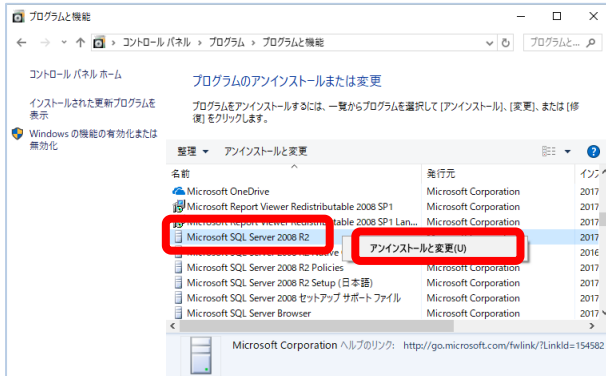 プログラムと機能
コントロール パネル › プログラム › プログラムと機能
プログラムと...
コントロール パネル ホーム
インストールされた更新プログラムを
表示
Windows の機能の有効化または
無効化
プログラムのアンインストールまたは変更
プログラムをアンインストールするには、一覧からプログラムを選択して [アンインストール]、[変更]、または [修
復] をクリックします。
整理 アンインストールと変更
名前 発行元
Microsoft OneDrive Microsoft Corporation 2017
Microsoft Report Viewer Redistributable 2008 SP1 Microsoft Corporation 2017
Microsoft Report Viewer Redistributable 2008 SP1 Lan... Microsoft Corporation 2017
Microsoft SQL Server 2008 R2 2017
アンインストールと変更(U)
Microsoft SQL Server 2008 R2 Native 2016
Microsoft SQL Server 2008 R2 Policies Microsoft Corporation 2017
Microsoft SQL Server 2008 R2 Setup (日本語) Microsoft Corporation 2017
Microsoft SQL Server 2008 セットアップ サポート ファイル Microsoft Corporation 2017
Microsoft SQL Server Browser Microsoft Corporation 2017
Microsoft Corporation ヘルプのリンク: http://go.microsoft.com/fwlink/?LinkId=154582